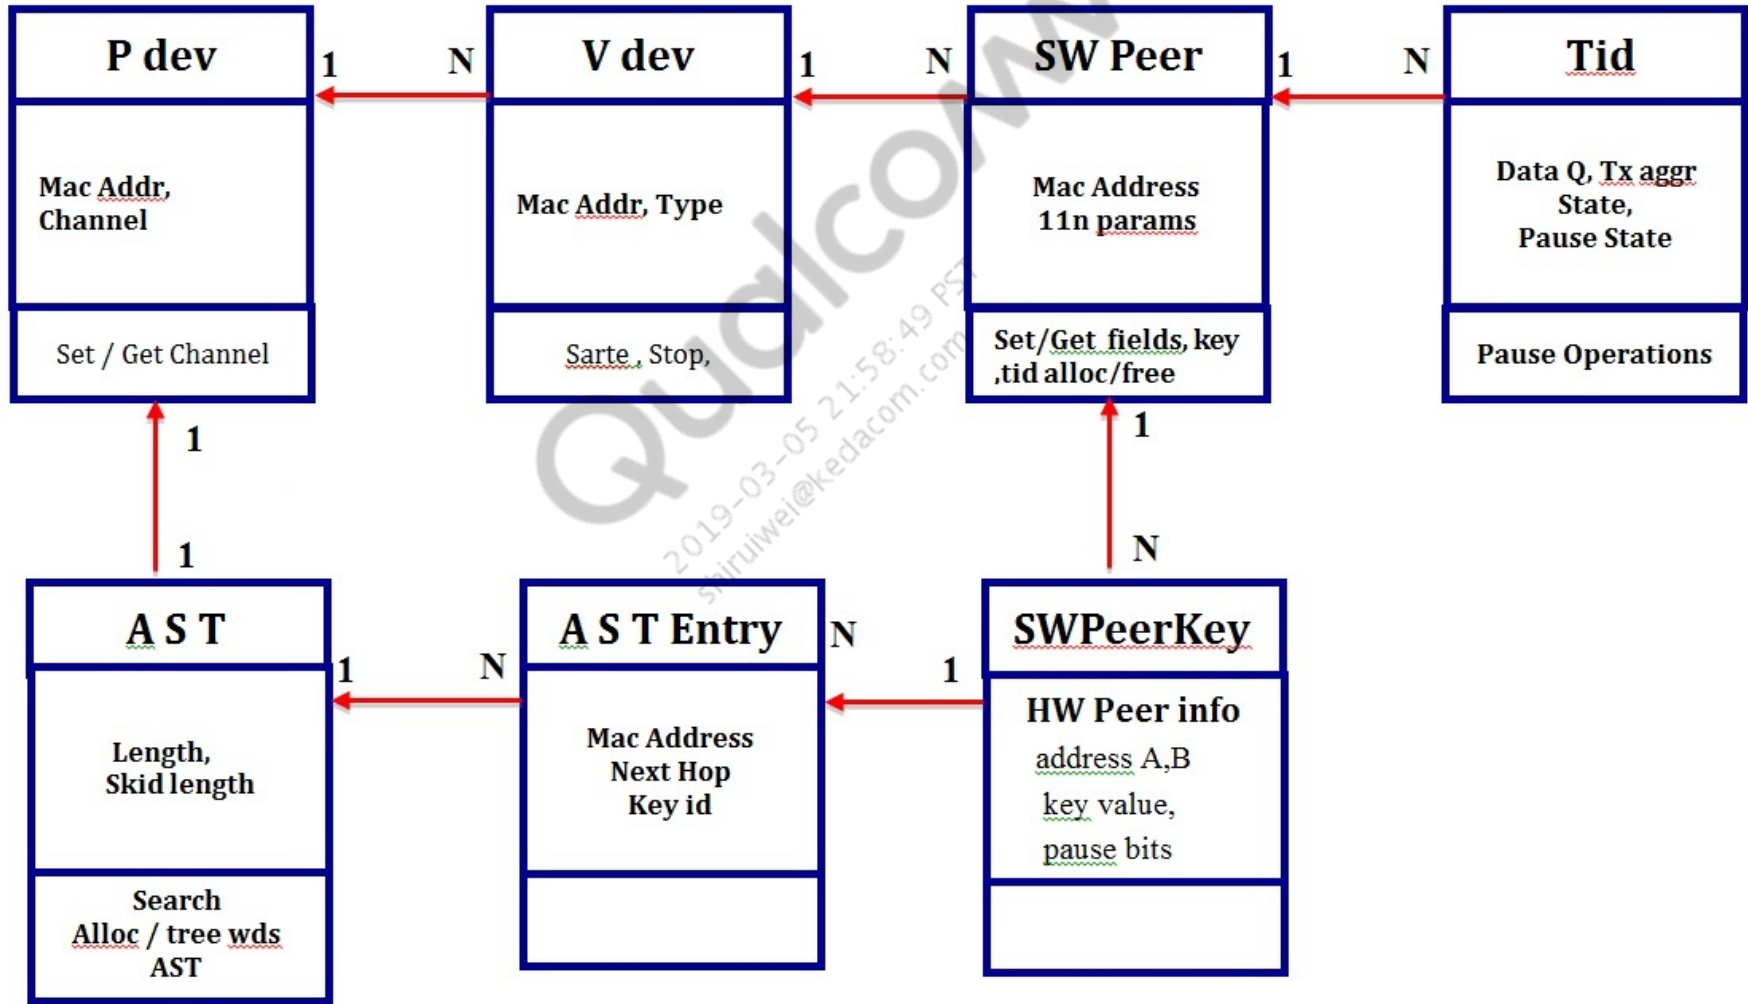 P dev
1
N
V dev
1
N
SW Peer
1
N
Tid
Mac Addr,
Channel
Mac Addr, Type
Mac Address
11n params
Data Q, Tx aggr
State,
Pause State
Set / Get Channel
Sarte , Stop,
Set/Get fields, key
,tid alloc/free
Pause Operations
Qualcomm
2019-03-05 21:58:49 PST
shiruiwei@kedacom.com
1
1
1
N
A S T
1
N
A S T Entry
N
1
SWPeerKey
Length,
Skid length
Mac Address
Next Hop
Key id
HW Peer info
address A,B
key value,
pause bits
Search
Alloc / tree wds
AST